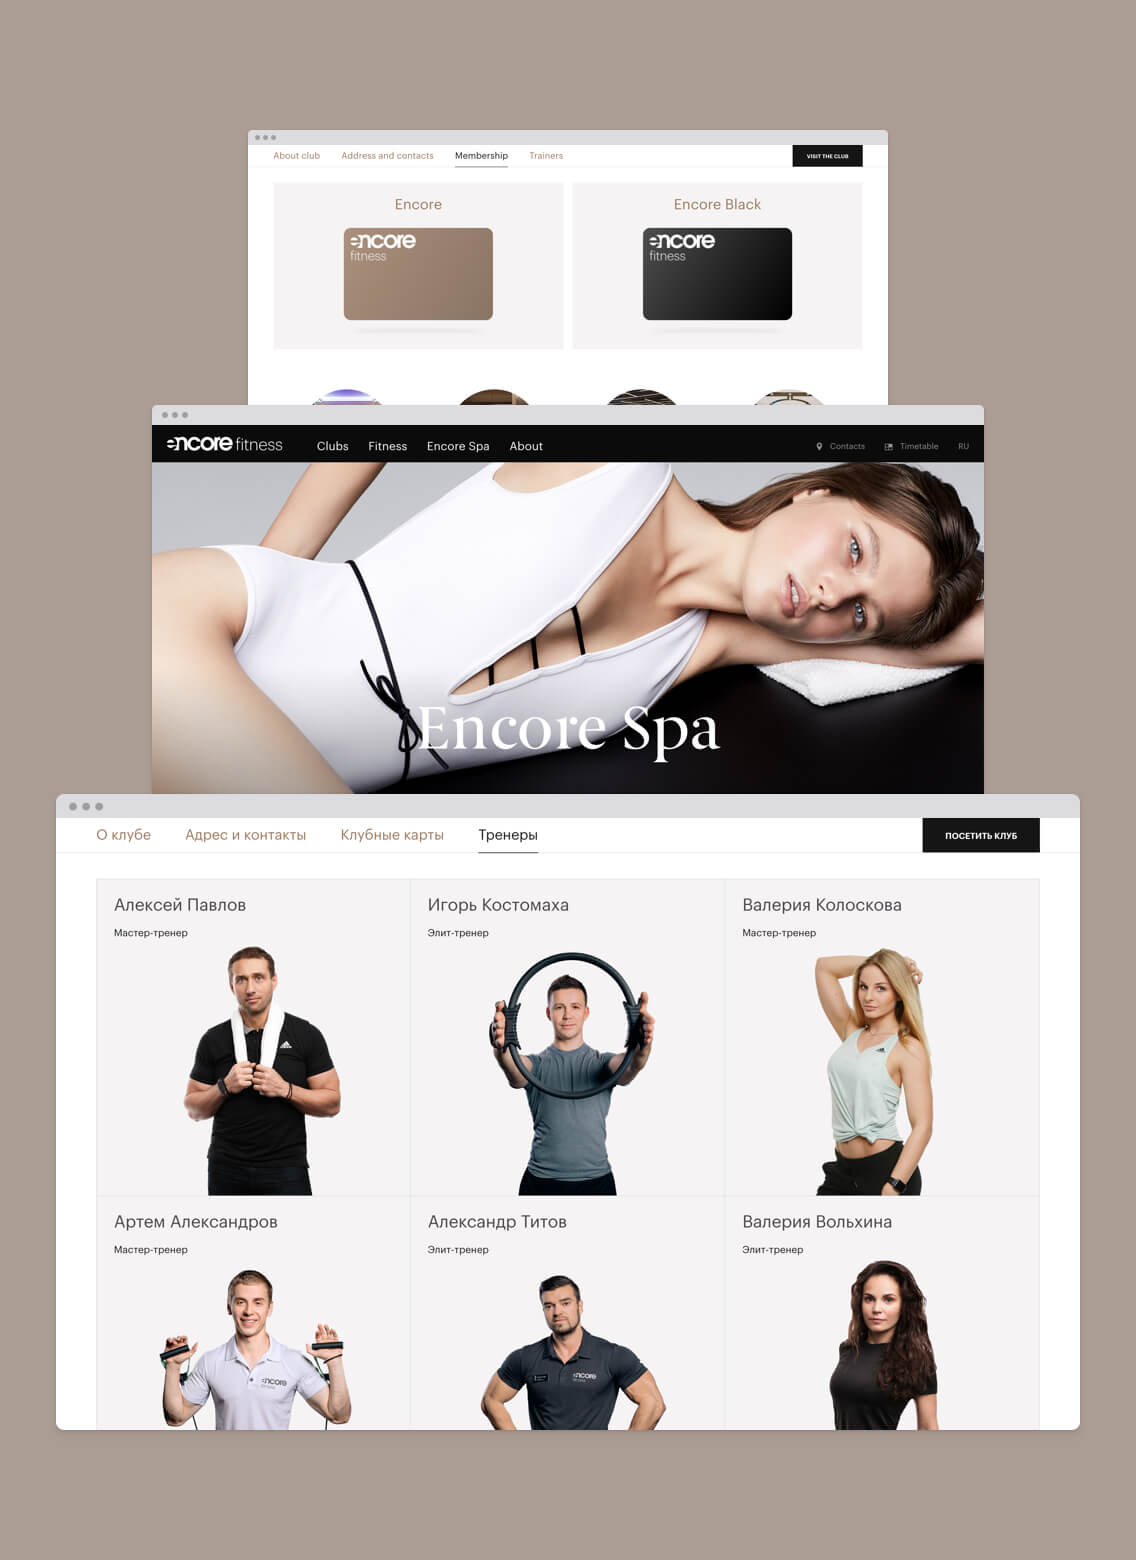 About club Address and contacts Membership Trainers VISIT THE CLUB
Encore Encore Black
encore
fitness
encore
fitness
encore fitness Clubs Fitness Encore Spa About Contacts Timetable RU
Encore Spa
О клубе Адрес и контакты Клубные карты Тренеры ПОСЕТИТЬ КЛУБ
Алексей Павлов
Мастер-тренер
Игорь Костомаха
Элит-тренер
Валерия Колоскова
Мастер-тренер
Артем Александров
Мастер-тренер
encore
Александр Титов
Элит-тренер
encore
Валерия Вольхина
Элит-тренер